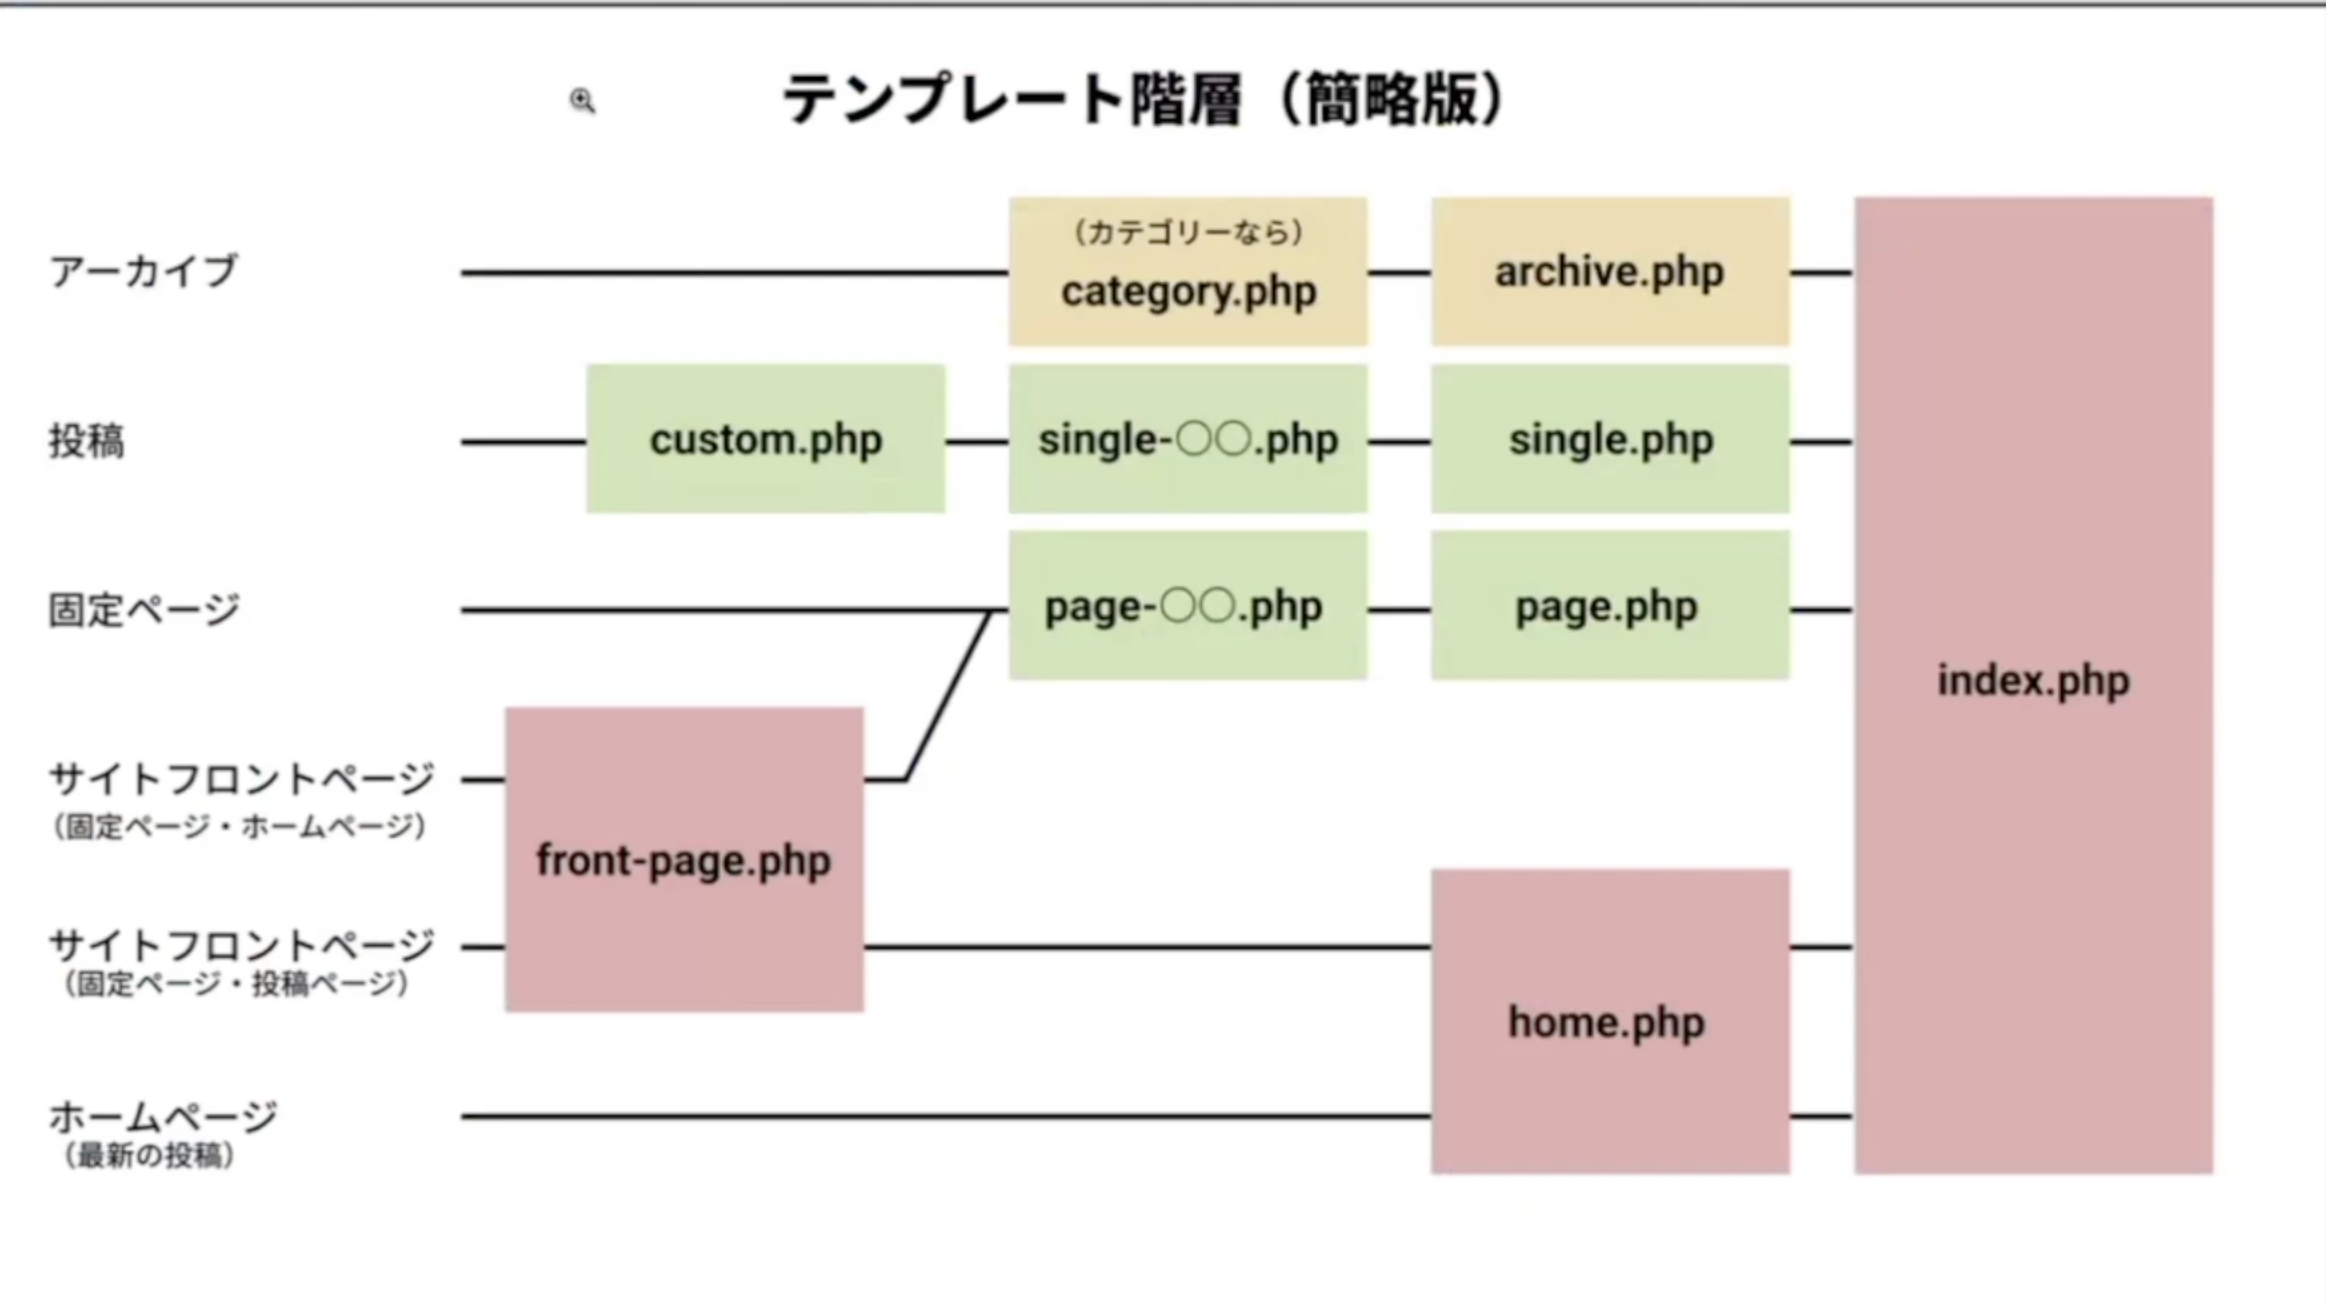 テンプレート階層（簡略版）
アーカイブ
（カテゴリーなら）
category.php
archive.php
投稿
custom.php
single-○○.php
single.php
固定ページ
page-○○.php
page.php
index.php
サイトフロントページ
（固定ページ・ホームページ）
front-page.php
サイトフロントページ
（固定ページ・投稿ページ）
home.php
ホームページ
（最新の投稿）